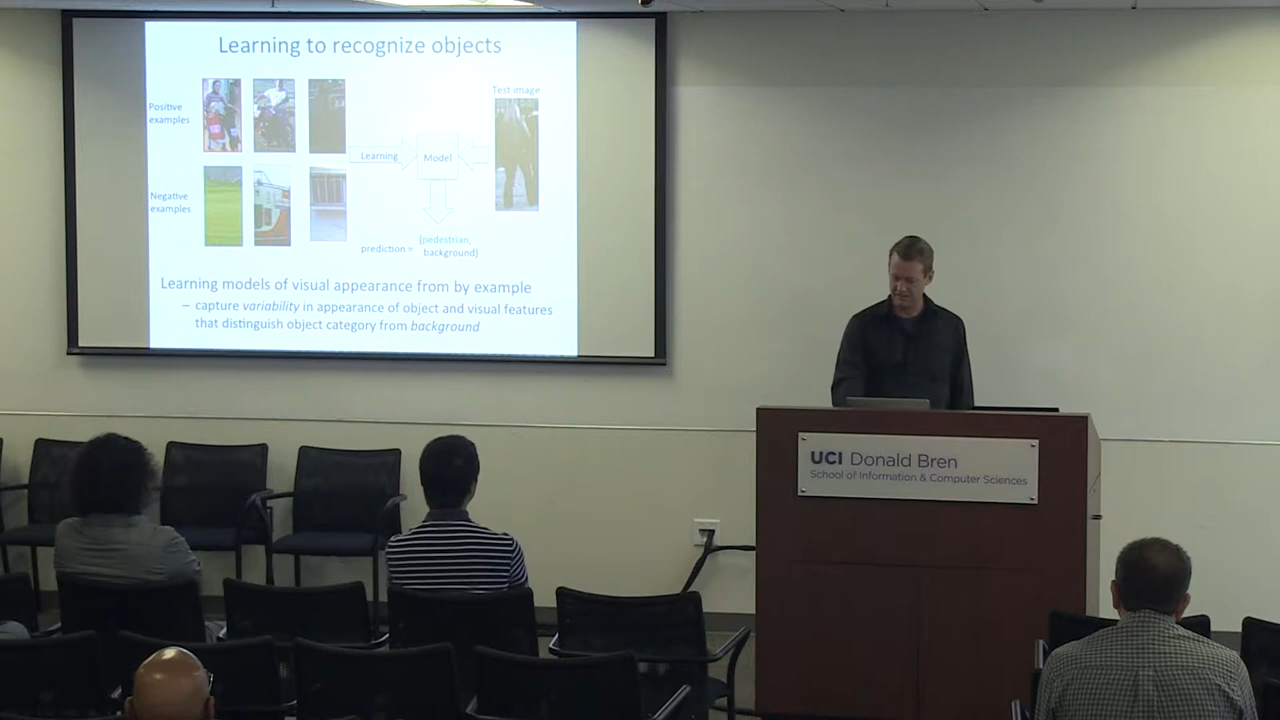 Learning to recognize objects
Positive
examples
Test image
Learning
Model
Negative
examples
prediction =
{pedestrian,
background}
Learning models of visual appearance from by example
– capture variability in appearance of object and visual features
that distinguish object category from background
UCI Donald Bren
School of Information & Computer Sciences